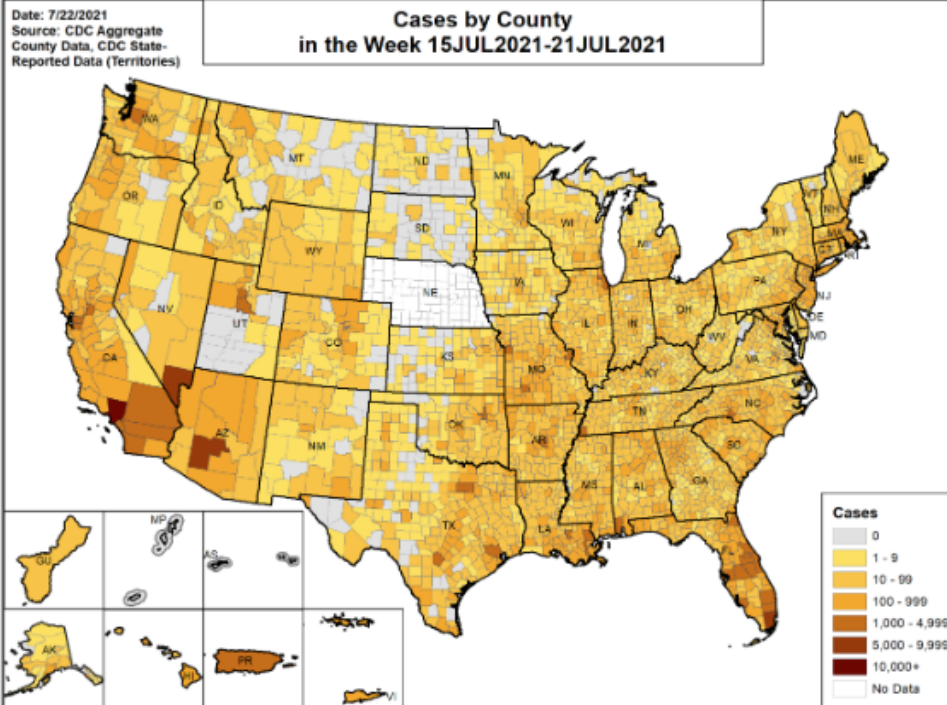 Date: 7/22/2021
Source: CDC Aggregate
County Data, CDC State-
Reported Data (Territories)
Cases by County
in the Week 15JUL2021-21JUL2021
WA
MT
ND
MN
ME
OR
ID
SD
WI
VT
NH
WY
MI
NY
MA
CT
RI
NV
NE
IA
PA
UT
CO
IL
IN
OH
NJ
DE
MD
CA
KS
MO
WV
VA
KY
AZ
NM
OK
AR
TN
NC
SC
TX
MS
AL
GA
LA
FL
GU
MP
AS
AK
HI
PR
VI
Cases
0
1 - 9
10 - 99
100 - 999
1,000 - 4,999
5,000 - 9,999
10,000+
No Data